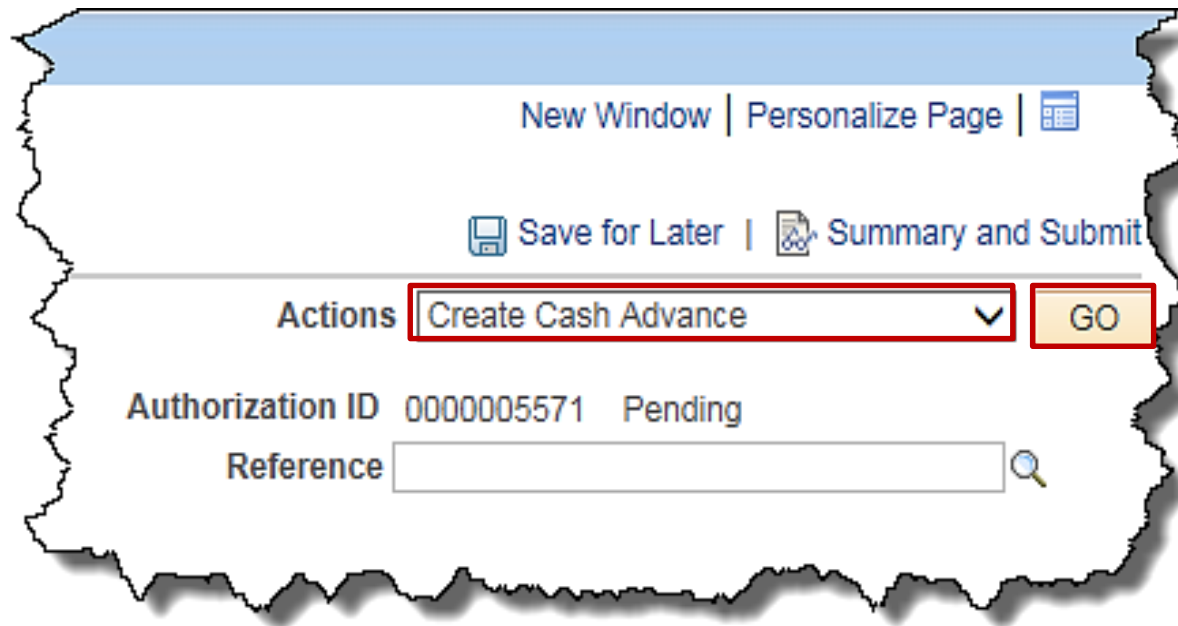 New Window | Personalize Page |
Save for Later | Summary and Submit
Actions Create Cash Advance GO
Authorization ID 0000005571 Pending
Reference